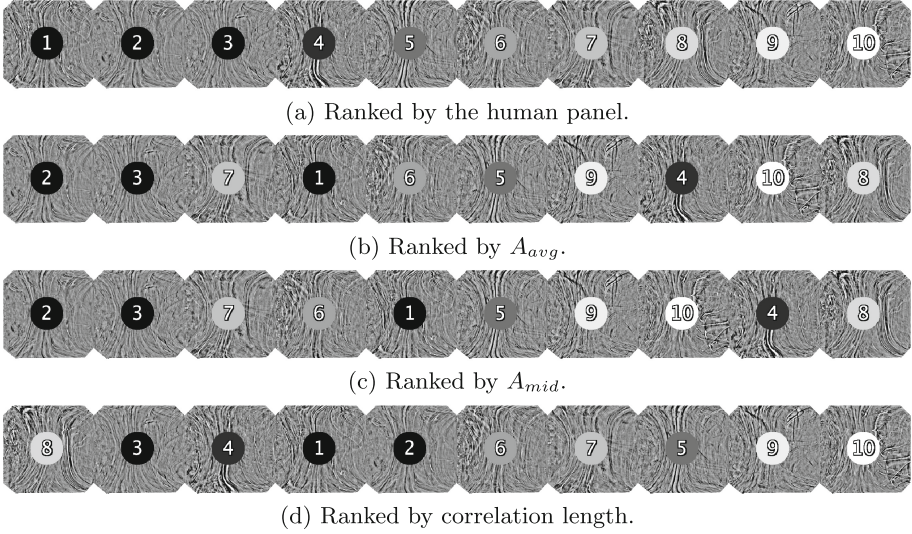 1 2 3 4 5 6 7 8 9 10
(a) Ranked by the human panel.
2 3 7 1 6 5 9 4 10 8
(b) Ranked by A_avg.
2 3 7 6 1 5 9 10 4 8
(c) Ranked by A_mid.
8 3 4 1 2 6 7 5 9 10
(d) Ranked by correlation length.